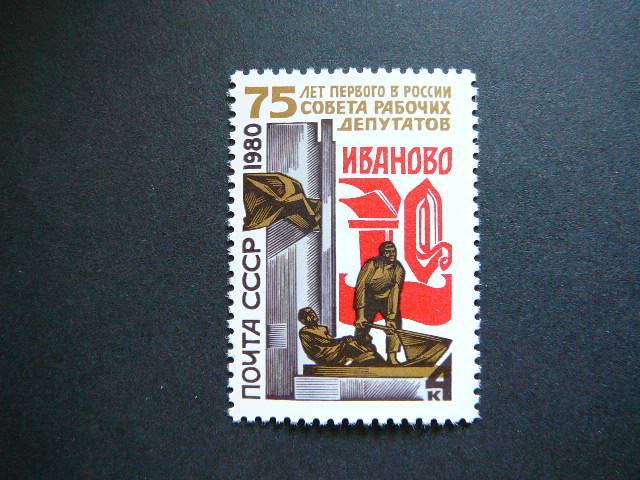 75 ЛЕТ ПЕРВОГО В РОССИИ
СОВЕТА РАБОЧИХ
ДЕПУТАТОВ
ИВАНОВО
ПОЧТА СССР 1980
4
К